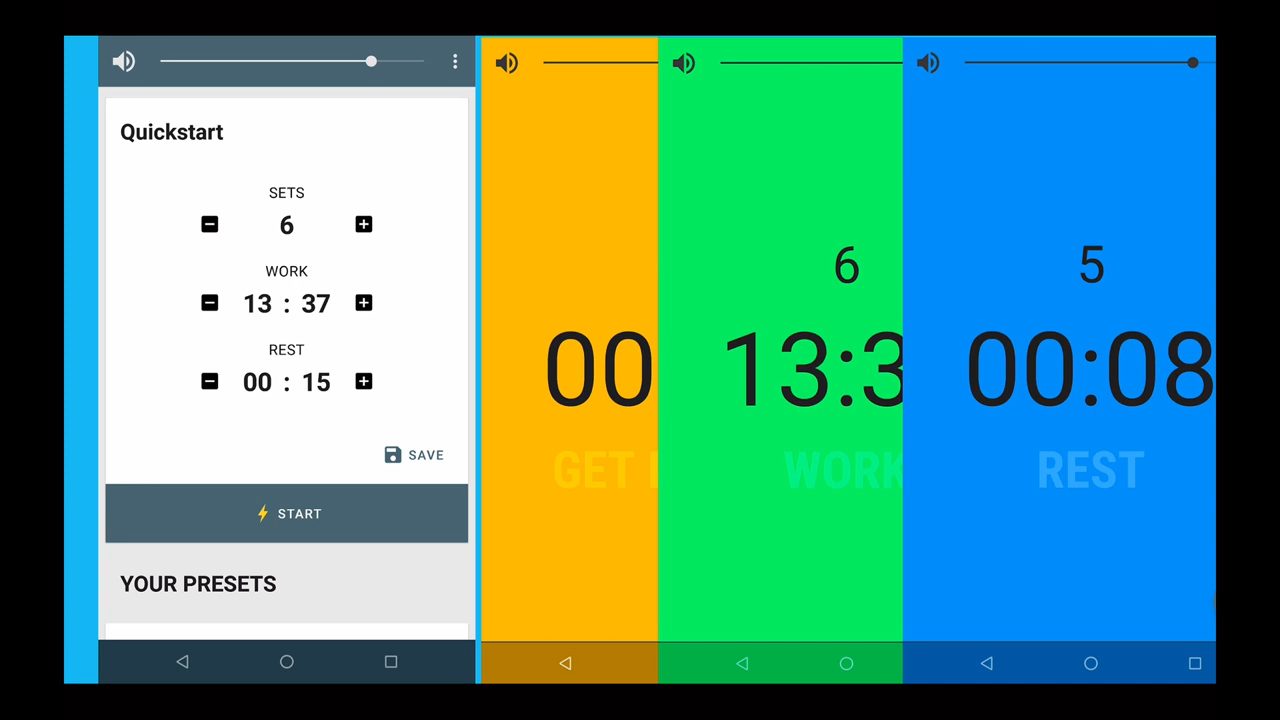 Quickstart
SETS
6
WORK
13 : 37
REST
00 : 15
SAVE
START
YOUR PRESETS
00
GET
6
13:3
WORK
5
00:08
REST